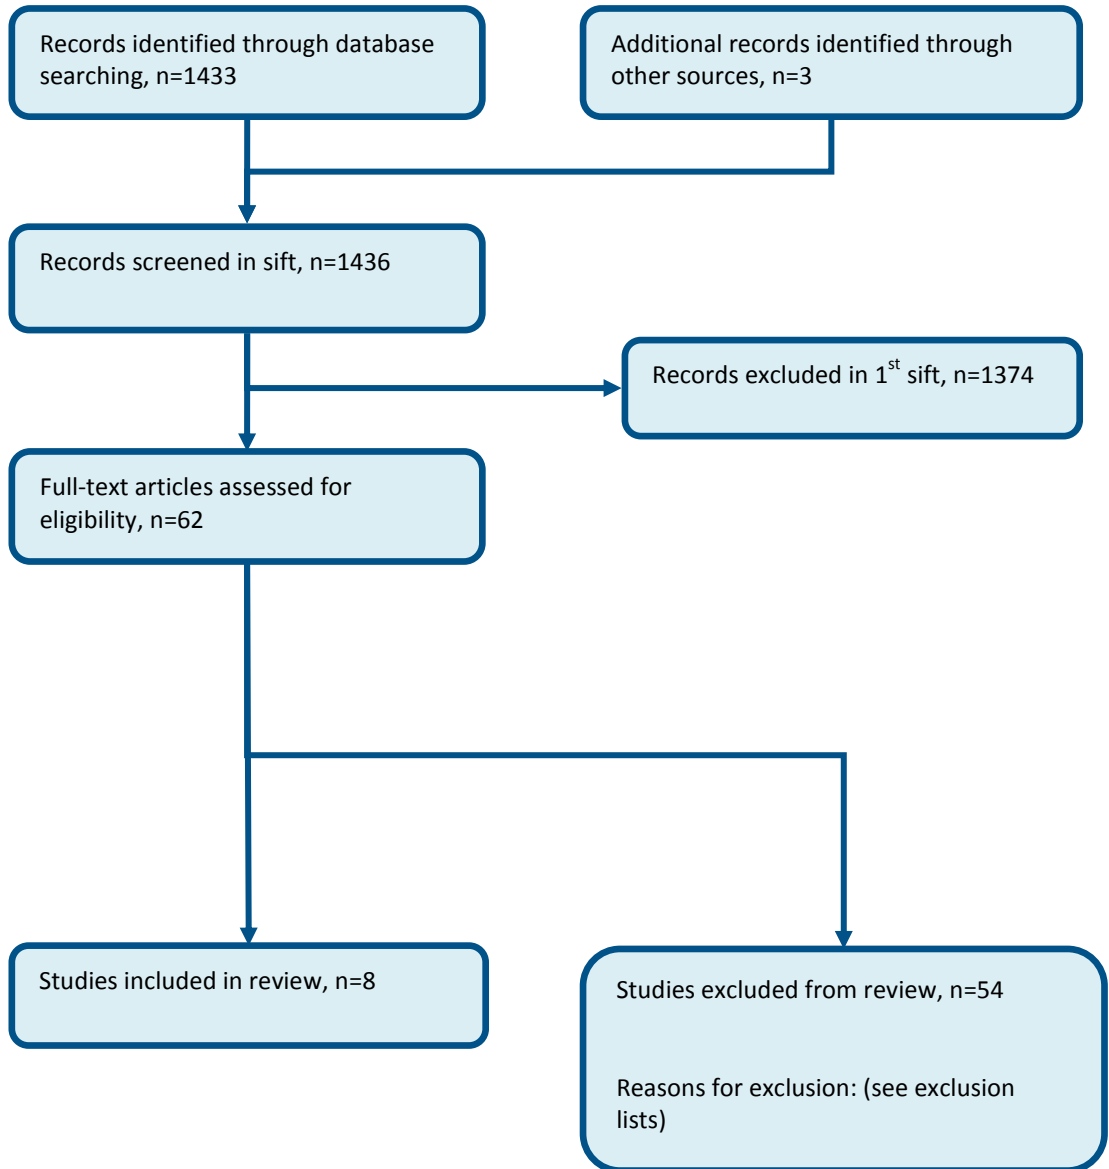 Records identified through database
searching, n=1433
Additional records identified through
other sources, n=3
Records screened in sift, n=1436
Records excluded in 1st sift, n=1374
Full-text articles assessed for
eligibility, n=62
Studies included in review, n=8
Studies excluded from review, n=54
Reasons for exclusion: (see exclusion
lists)